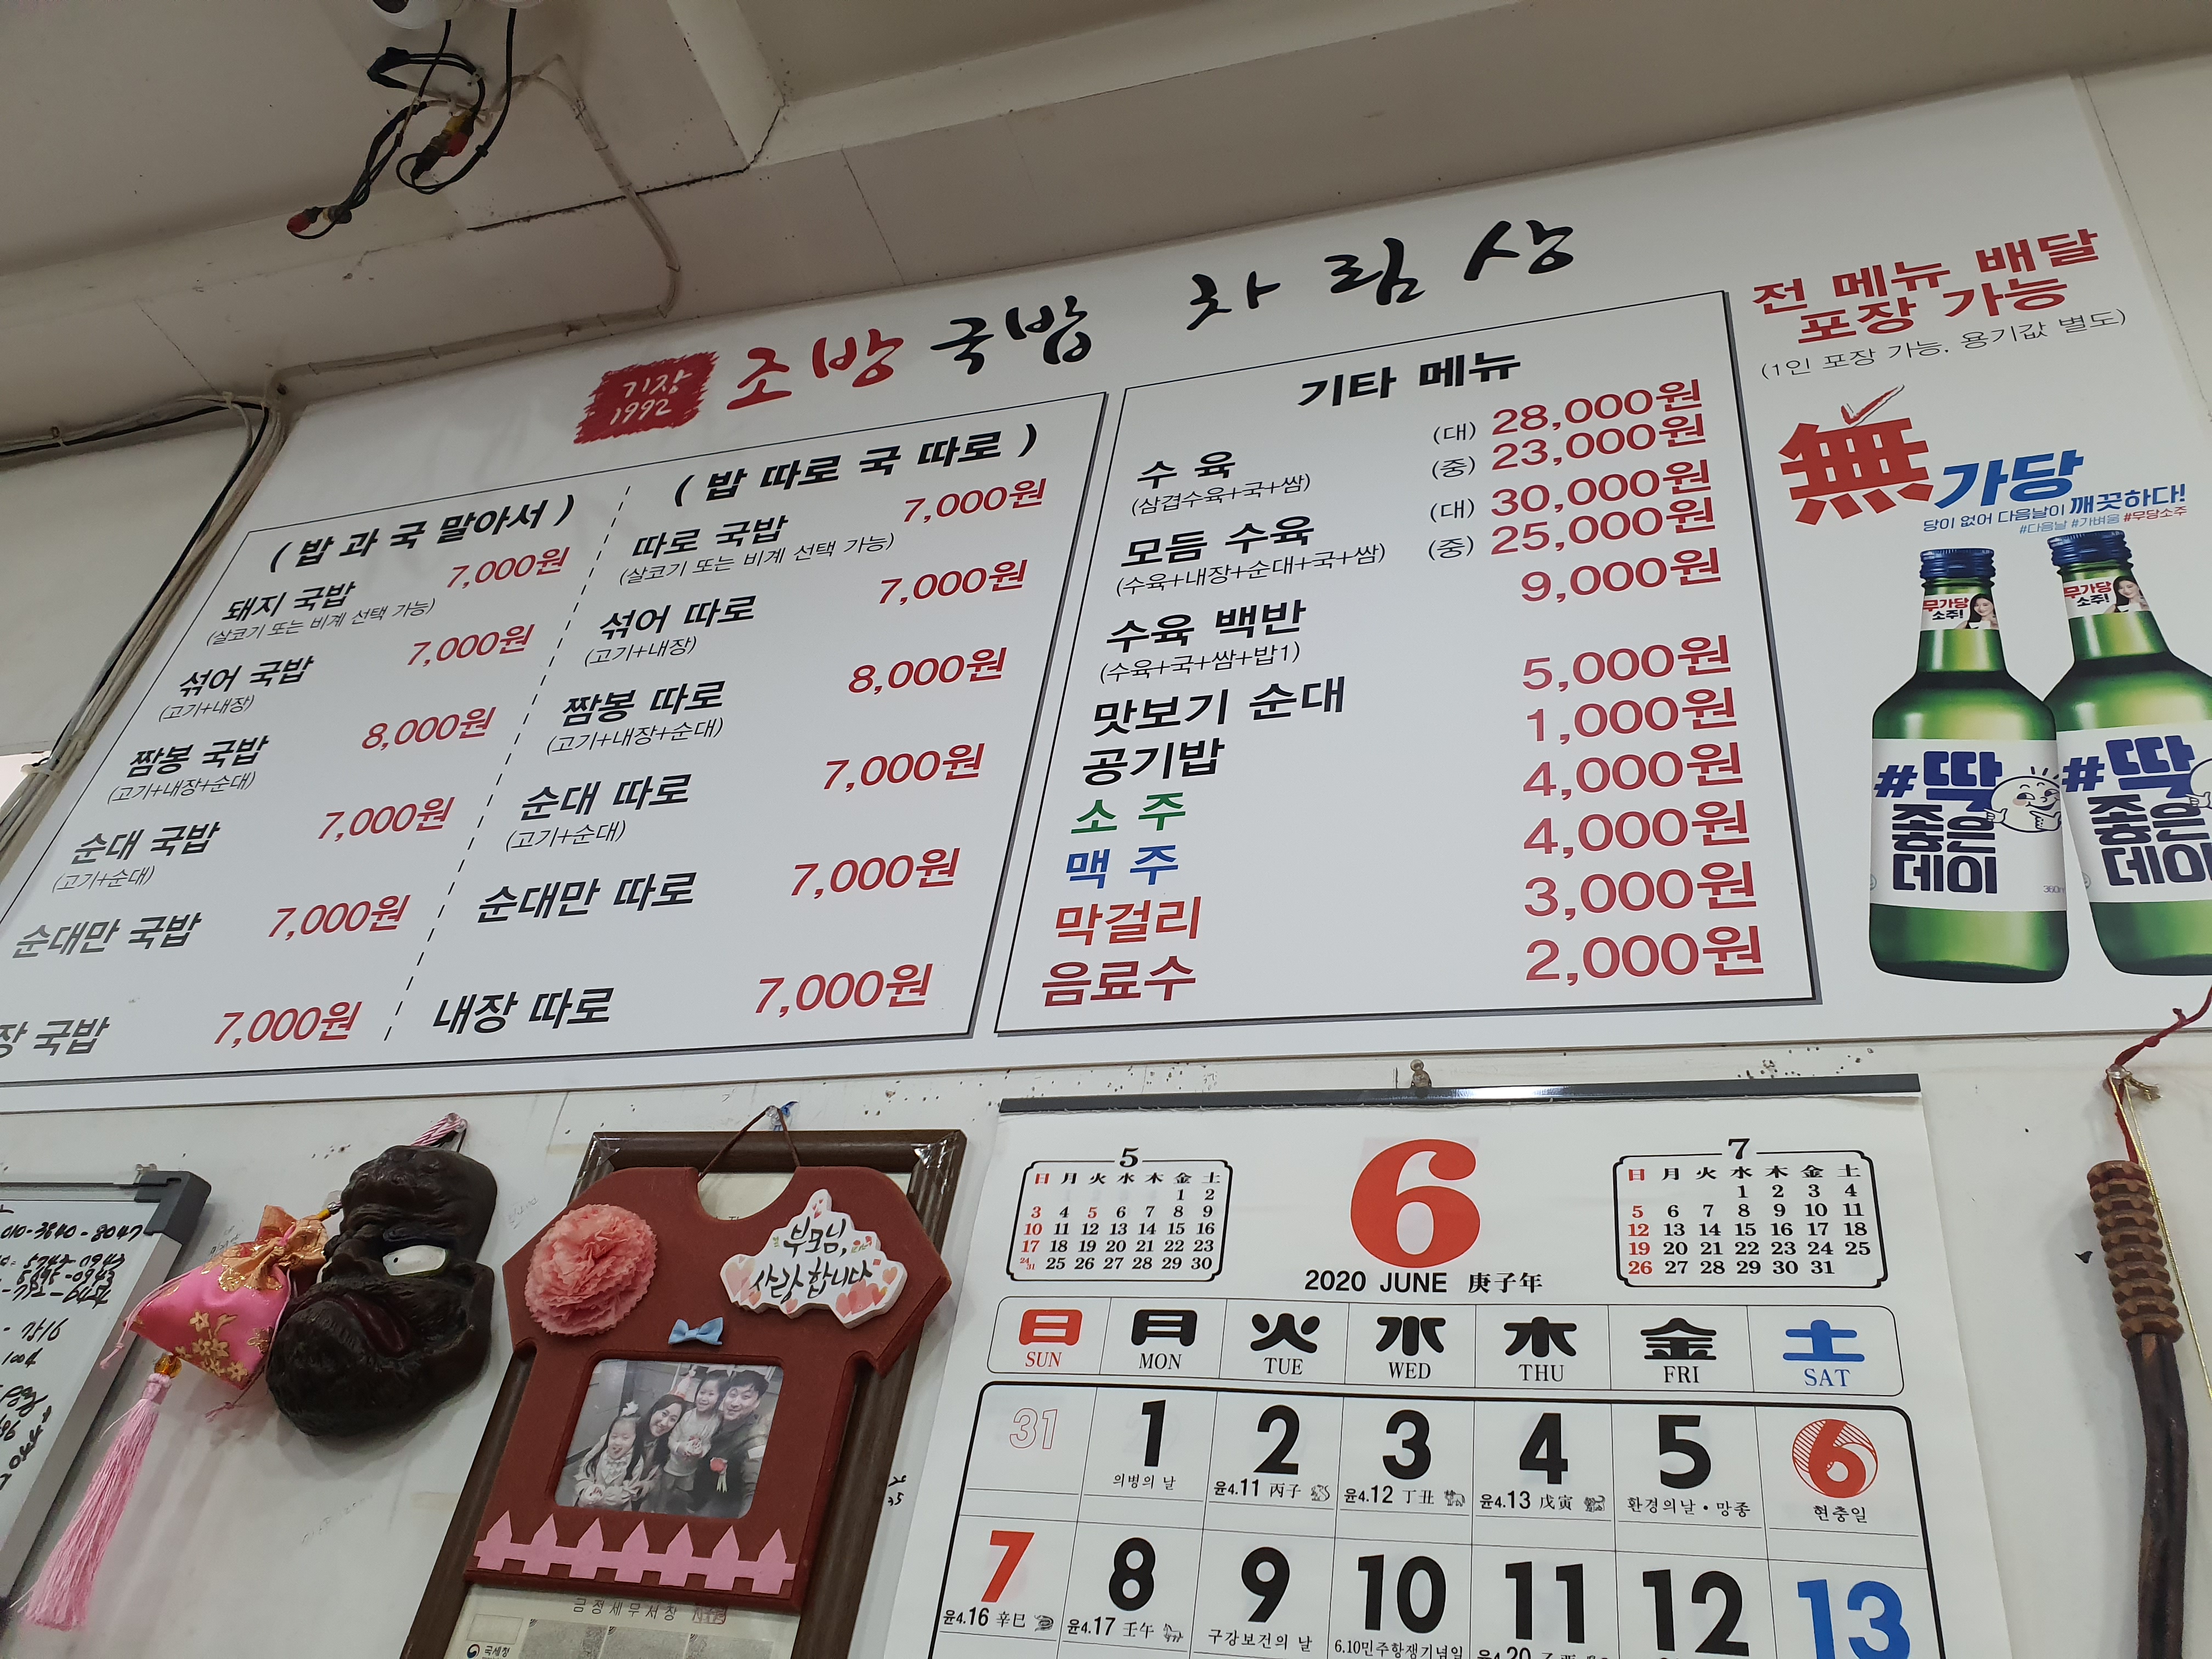 기장
1992
조방국밥 차림상
( 밥 과 국 말아서 )
돼지 국밥 7,000원
(살코기 또는 비계 선택 가능)
섞어 국밥 7,000원
(고기+내장)
짬봉 국밥 8,000원
(고기+내장+순대)
순대 국밥 7,000원
(고기+순대)
순대만 국밥 7,000원
장 국밥 7,000원
( 밥 따로 국 따로 )
따로 국밥 7,000원
(살코기 또는 비계 선택 가능)
섞어 따로 7,000원
(고기+내장)
짬봉 따로 8,000원
(고기+내장+순대)
순대 따로 7,000원
(고기+순대)
순대만 따로 7,000원
내장 따로 7,000원
기타 메뉴
수 육 (대) 28,000원
(삼겹수육+국+쌈) (중) 23,000원
모듬 수육 (대) 30,000원
(수육+내장+순대+국+쌈) (중) 25,000원
수육 백반 9,000원
(수육+국+쌈+밥1)
맛보기 순대 5,000원
공기밥 1,000원
소 주 4,000원
맥 주 4,000원
막걸리 3,000원
음료수 2,000원
전 메뉴 배달
포장 가능
(1인 포장 가능. 용기값 별도)
無가당
당이 없어 다음날이 깨끗하다!
#다음날 #가벼움 #무당소주
무가당
소주!
#딱
좋은
데이
무가당
소주!
#딱
좋은
데이
010-3840-8047
부모님,
사랑합니다
금정세무서장
국세청
5
日 月 火 水 木 金 土
1 2
3 4 5 6 7 8 9
10 11 12 13 14 15 16
17 18 19 20 21 22 23
24/31 25 26 27 28 29 30
6
2020 JUNE 庚子年
7
日 月 火 水 木 金 土
1 2 3 4
5 6 7 8 9 10 11
12 13 14 15 16 17 18
19 20 21 22 23 24 25
26 27 28 29 30 31
日 月 火 水 木 金 土
SUN MON TUE WED THU FRI SAT
31 1 2 3 4 5 6
의병의 날 윤4.11 丙子 윤4.12 丁丑 윤4.13 戊寅 환경의날・망종 현충일
7 8 9 10 11 12 13
윤4.16 辛巳 윤4.17 壬午 구강보건의 날 6.10민주항쟁기념일 윤4.20